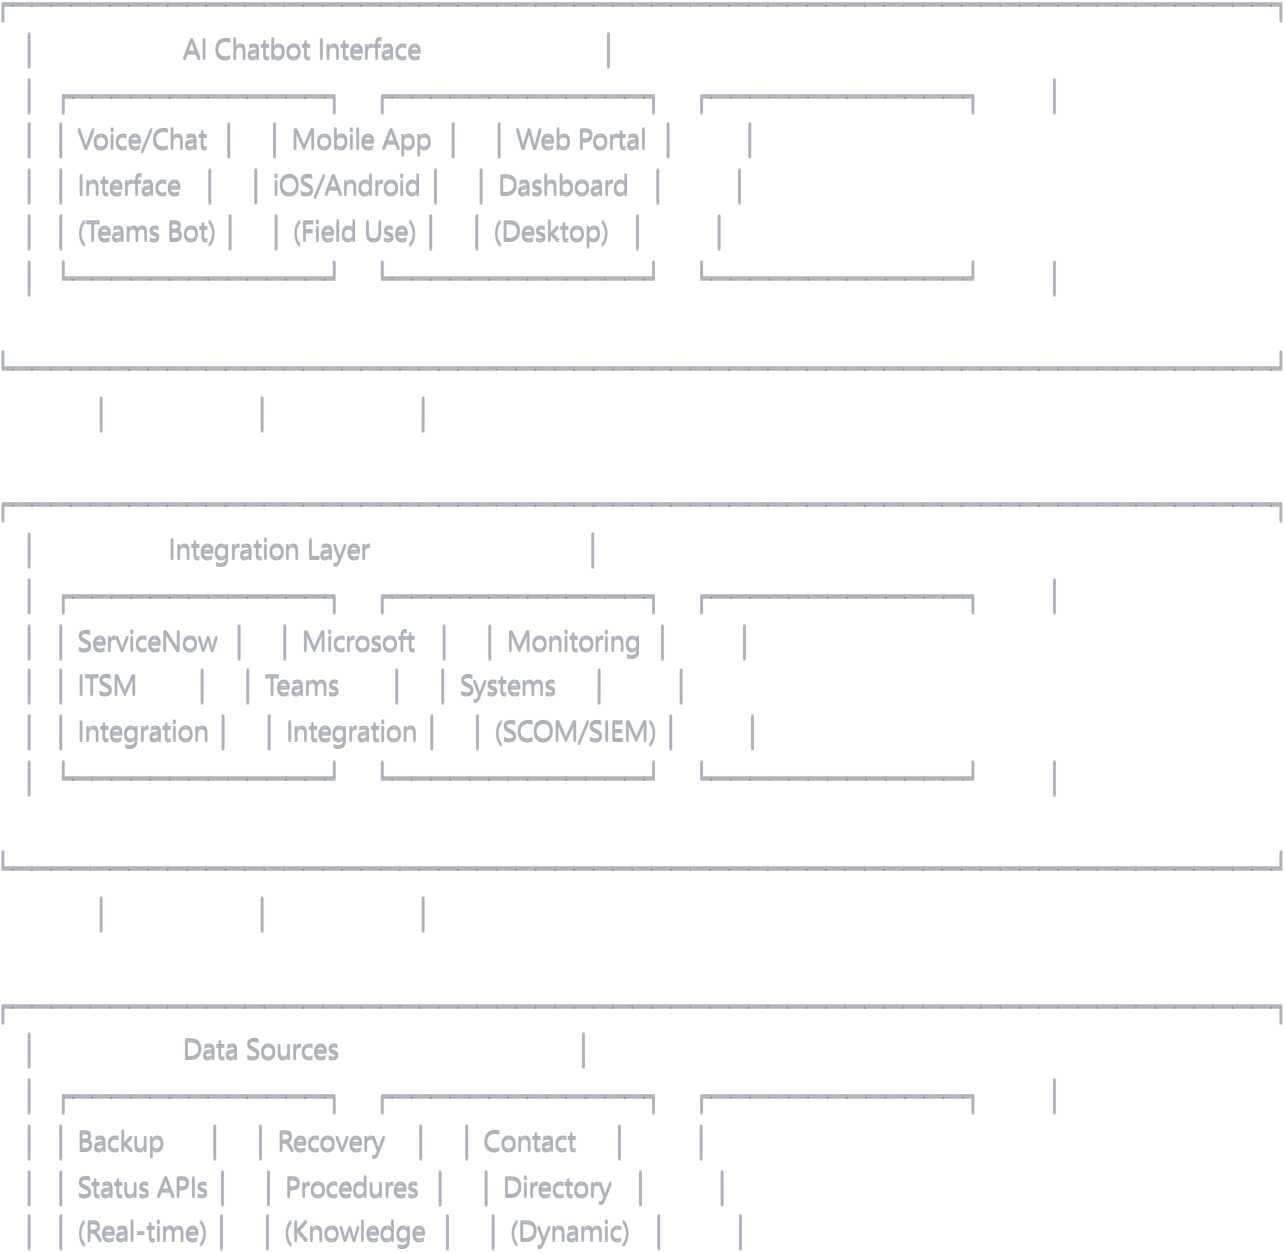 AI Chatbot Interface
Voice/Chat | Mobile App | Web Portal
Interface | iOS/Android | Dashboard
(Teams Bot) | (Field Use) | (Desktop)
Integration Layer
ServiceNow | Microsoft | Monitoring
ITSM | Teams | Systems
Integration | Integration | (SCOM/SIEM)
Data Sources
Backup | Recovery | Contact
Status APIs | Procedures | Directory
(Real-time) | (Knowledge | (Dynamic)